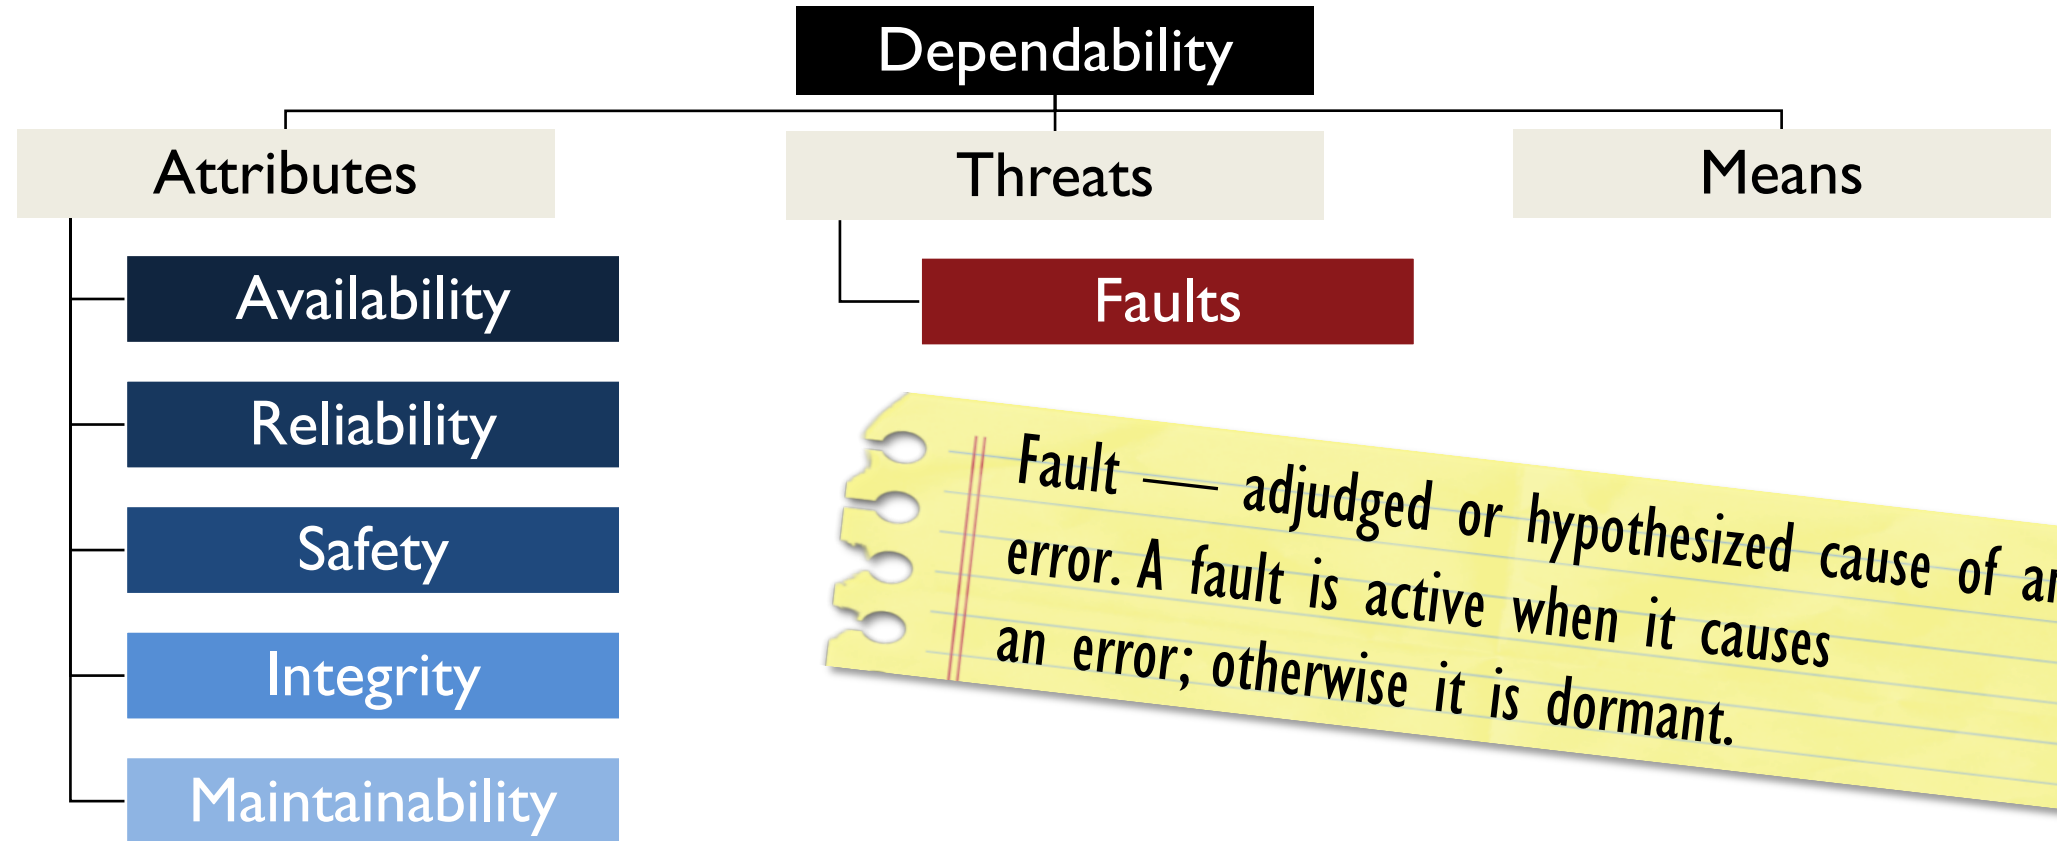 Dependability
Attributes
Threats
Means
Availability
Faults
Reliability
Safety
Integrity
Maintainability
Fault — adjudged or hypothesized cause of
error. A fault is active when it causes
an error; otherwise it is dormant.